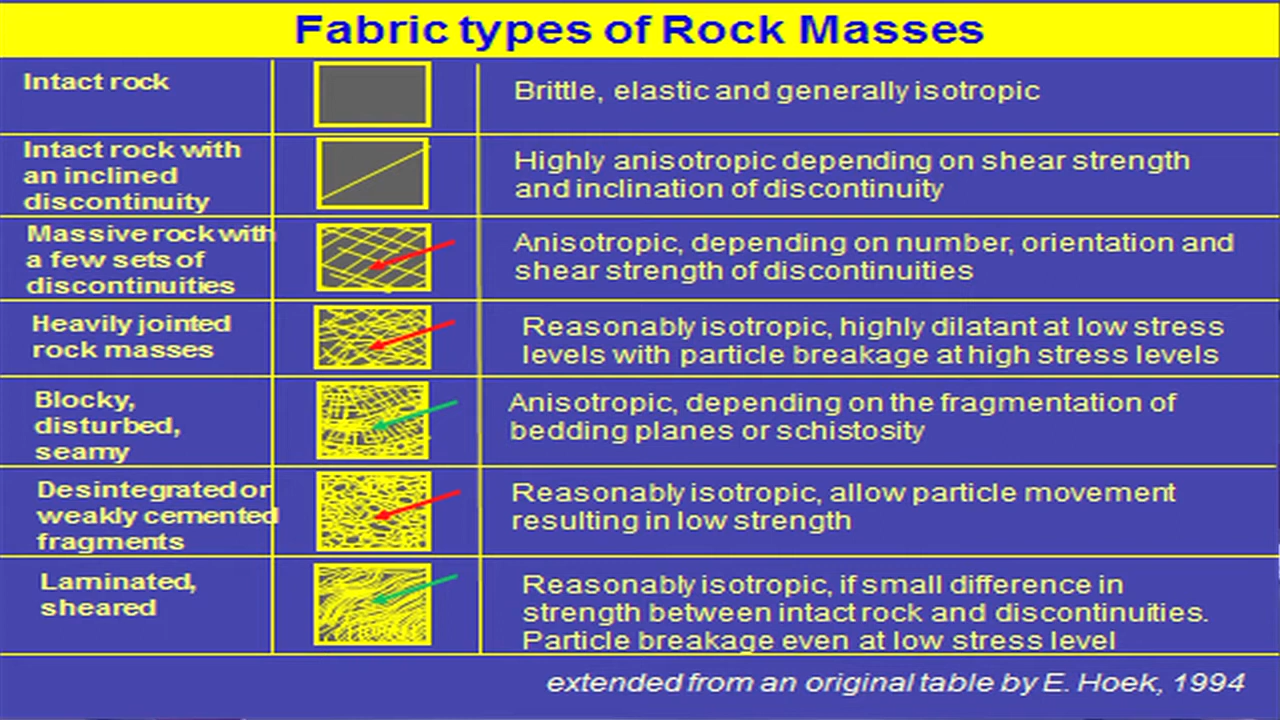 Fabric types of Rock Masses
Intact rock
Brittle, elastic and generally isotropic
Intact rock with
an inclined
discontinuity
Highly anisotropic depending on shear strength
and inclination of discontinuity
Massive rock with
a few sets of
discontinuities
Anisotropic, depending on number, orientation and
shear strength of discontinuities
Heavily jointed
rock masses
Reasonably isotropic, highly dilatant at low stress
levels with particle breakage at high stress levels
Blocky,
disturbed,
seamy
Anisotropic, depending on the fragmentation of
bedding planes or schistosity
Desintegrated or
weakly cemented
fragments
Reasonably isotropic, allow particle movement
resulting in low strength
Laminated,
sheared
Reasonably isotropic, if small difference in
strength between intact rock and discontinuities.
Particle breakage even at low stress level
extended from an original table by E. Hoek, 1994